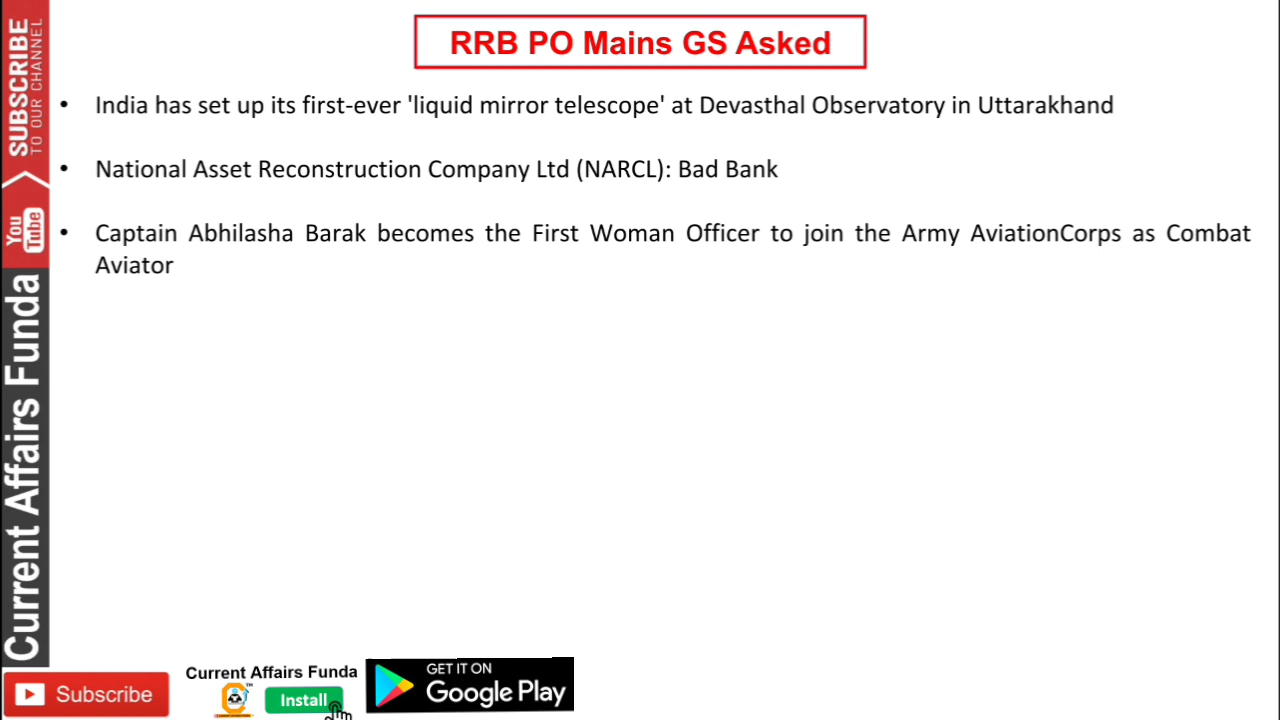 RRB PO Mains GS Asked
• India has set up its first-ever 'liquid mirror telescope' at Devasthal Observatory in Uttarakhand
• National Asset Reconstruction Company Ltd (NARCL): Bad Bank
• Captain Abhilasha Barak becomes the First Woman Officer to join the Army AviationCorps as Combat
Aviator
SUBSCRIBE
TO OUR CHANNEL
You
Tube
Current Affairs Funda
Subscribe
Current Affairs Funda
Install
GET IT ON
Google Play